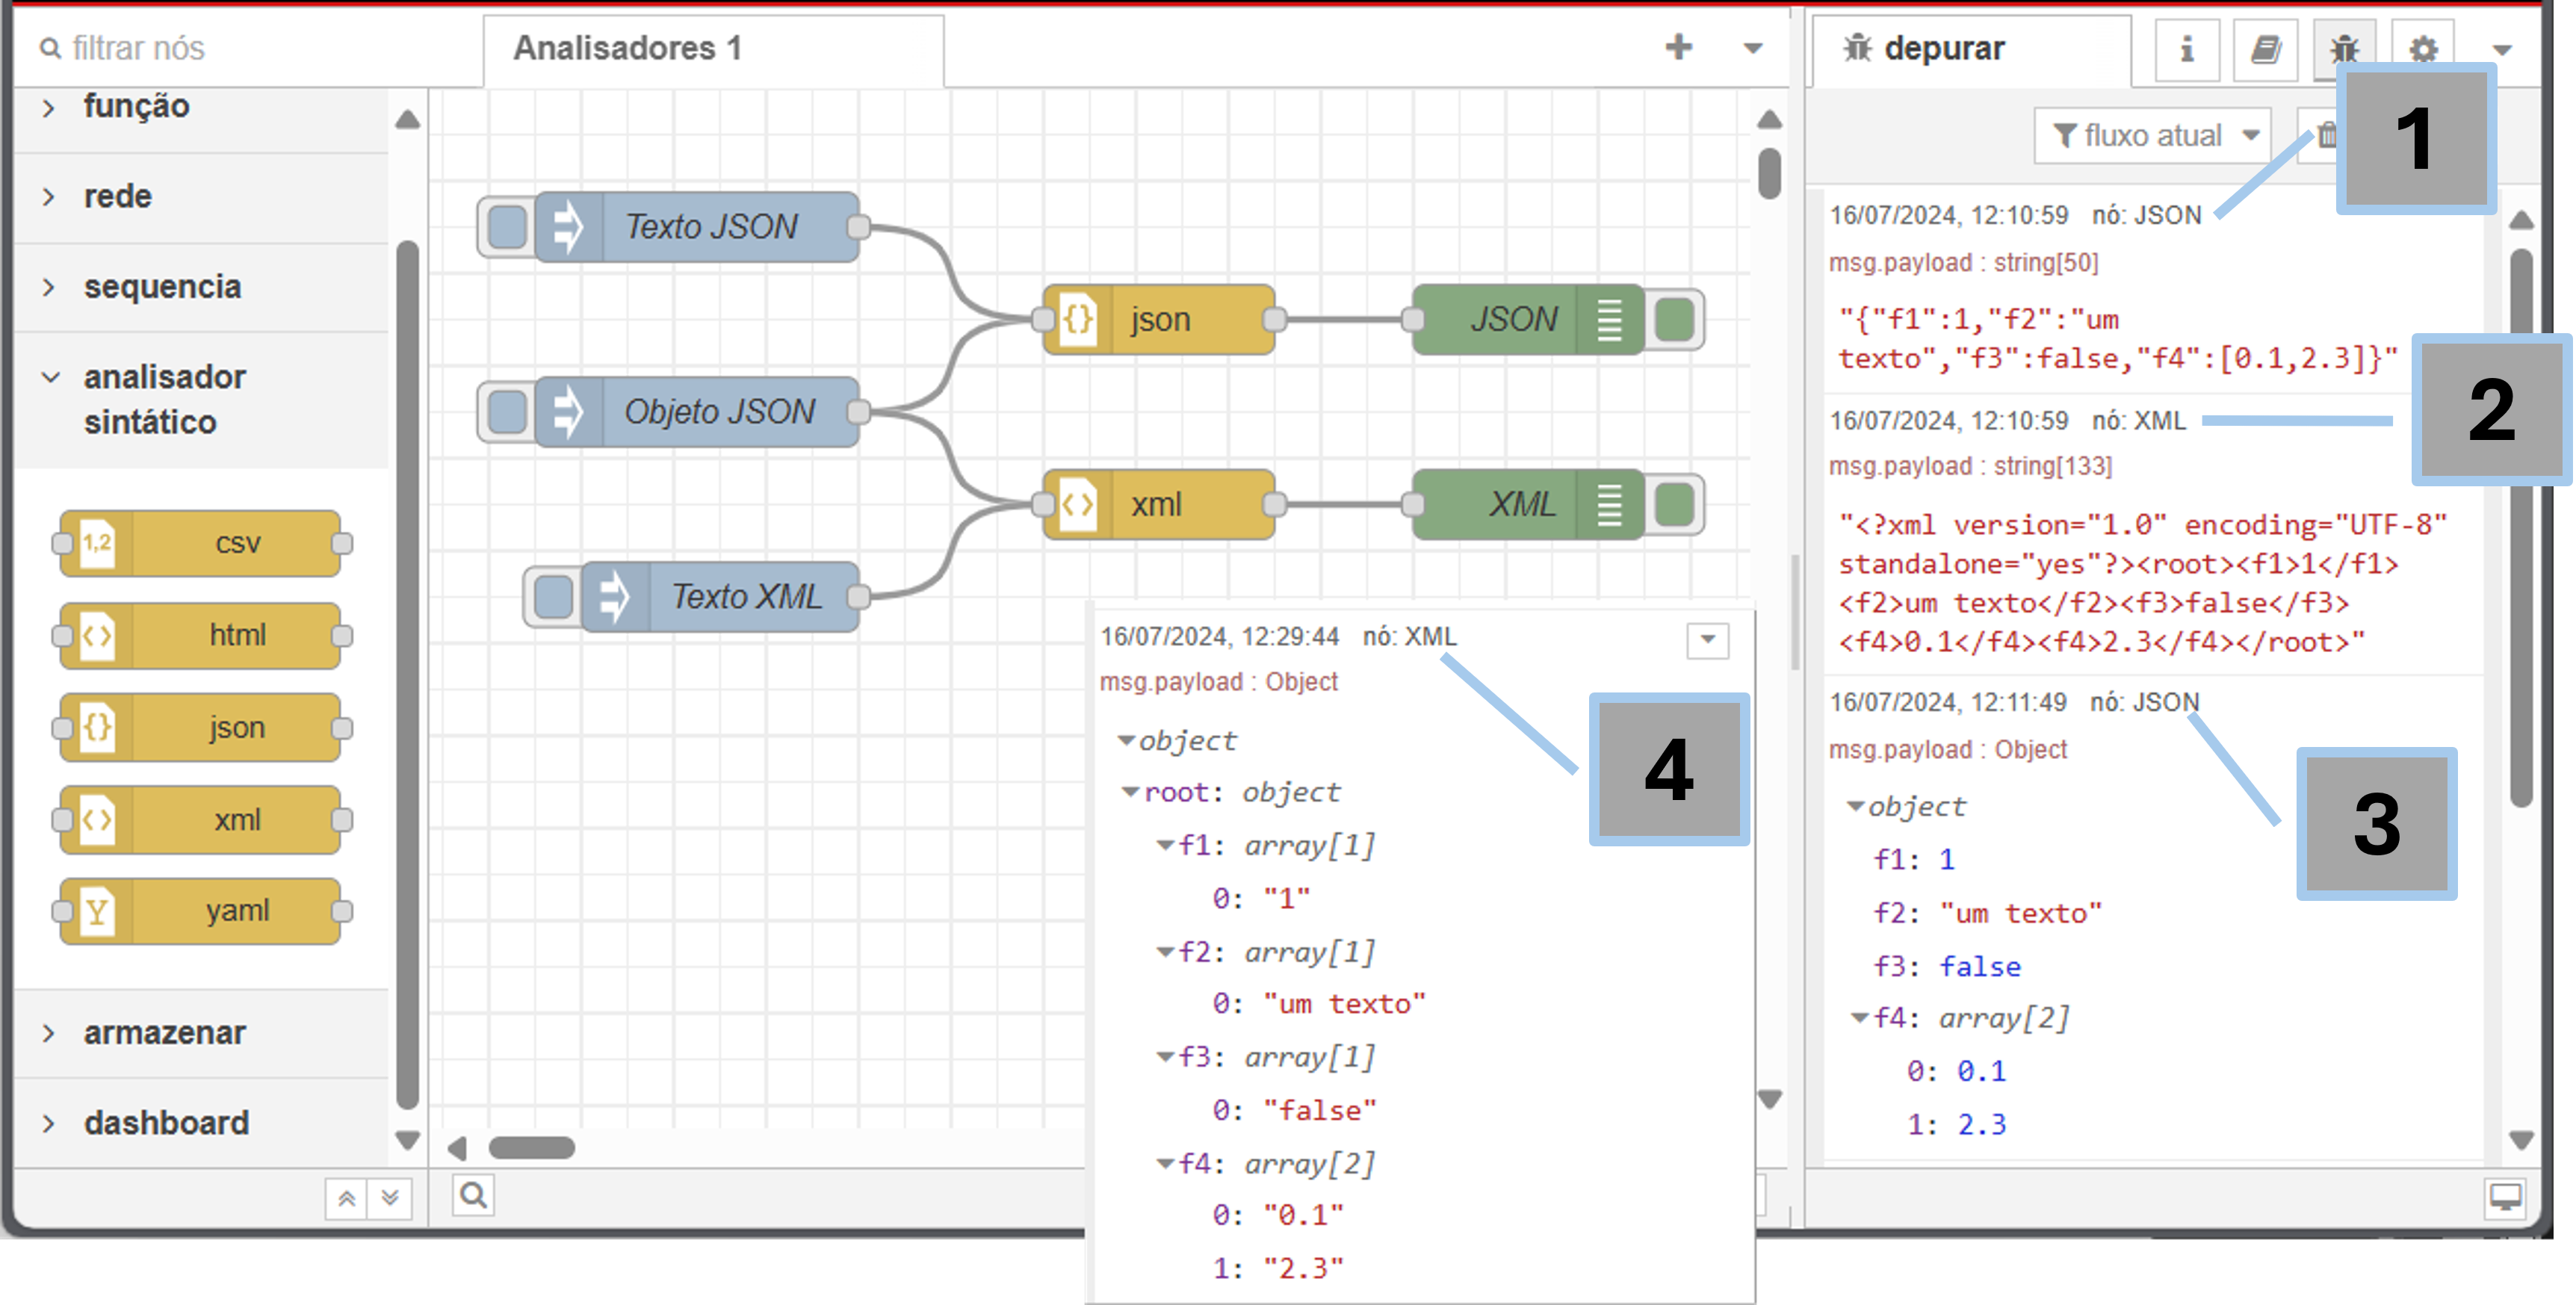 filtrar nós
função
rede
sequencia
analisador
sintático
1,2 csv
html
{} json
xml
Y yaml
armazenar
dashboard
Analisadores 1
Texto JSON
Objeto JSON
Texto XML
{} json
xml
JSON
XML
16/07/2024, 12:29:44 nó: XML
msg.payload : Object
object
root: object
f1: array[1]
0: "1"
f2: array[1]
0: "um texto"
f3: array[1]
0: "false"
f4: array[2]
0: "0.1"
1: "2.3"
4
depurar
i
fluxo atual
1
16/07/2024, 12:10:59 nó: JSON
msg.payload : string[50]
"{"f1":1,"f2":"um
texto","f3":false,"f4":[0.1,2.3]}"
2
16/07/2024, 12:10:59 nó: XML
msg.payload : string[133]
"<?xml version="1.0" encoding="UTF-8"
standalone="yes"?><root><f1>1</f1>
<f2>um texto</f2><f3>false</f3>
<f4>0.1</f4><f4>2.3</f4></root>"
16/07/2024, 12:11:49 nó: JSON
msg.payload : Object
3
object
f1: 1
f2: "um texto"
f3: false
f4: array[2]
0: 0.1
1: 2.3